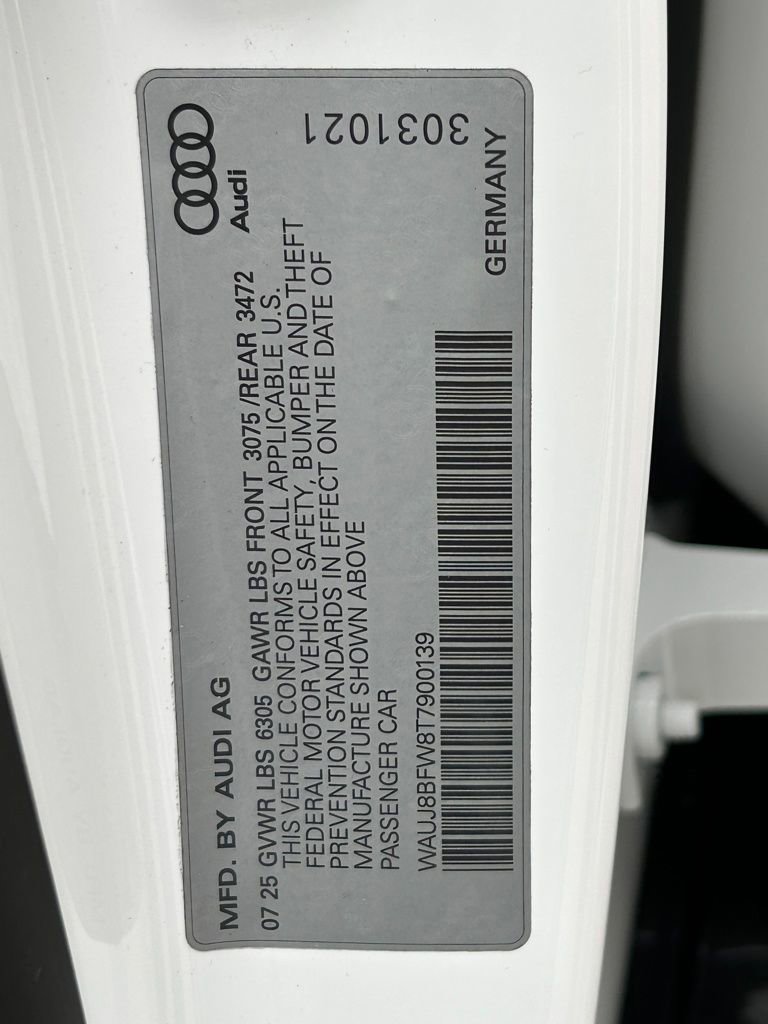 MFD. BY AUDI AG
Audi
07 25 GVWR LBS 6305 GAWR LBS FRONT 3075 /REAR 3472
THIS VEHICLE CONFORMS TO ALL APPLICABLE U.S.
FEDERAL MOTOR VEHICLE SAFETY, BUMPER AND THEFT
PREVENTION STANDARDS IN EFFECT ON THE DATE OF
MANUFACTURE SHOWN ABOVE
PASSENGER CAR
3031021
WAUJ8BFW8T7900139
GERMANY